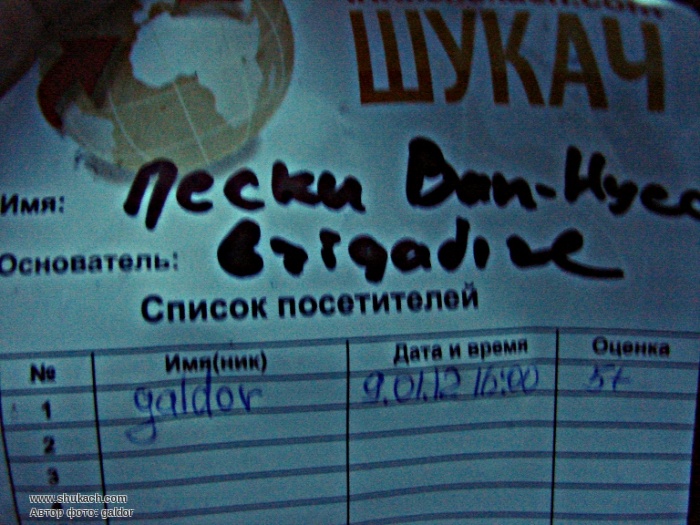 ШУКАЧ
Имя: Пески Ван-Нуес
Основатель: Brigadire
Список посетителей
№ Имя(ник) Дата и время Оценка
1 galdor 9.01.12 16:00 5+
2
3
www.shukach.com
Автор фото: galdor